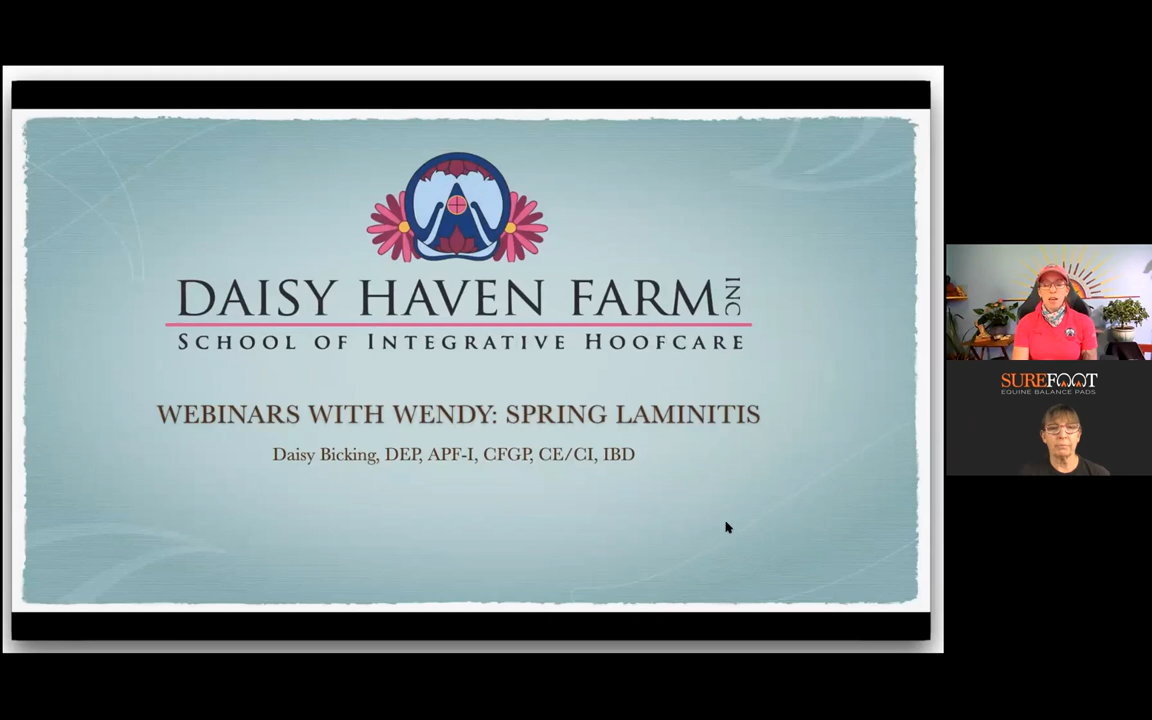 DAISY HAVEN FARM INC
SCHOOL OF INTEGRATIVE HOOFCARE
WEBINARS WITH WENDY: SPRING LAMINITIS
Daisy Bicking, DEP, APF-I, CFGP, CE/CI, IBD
SUREFOOT
EQUINE BALANCE PADS